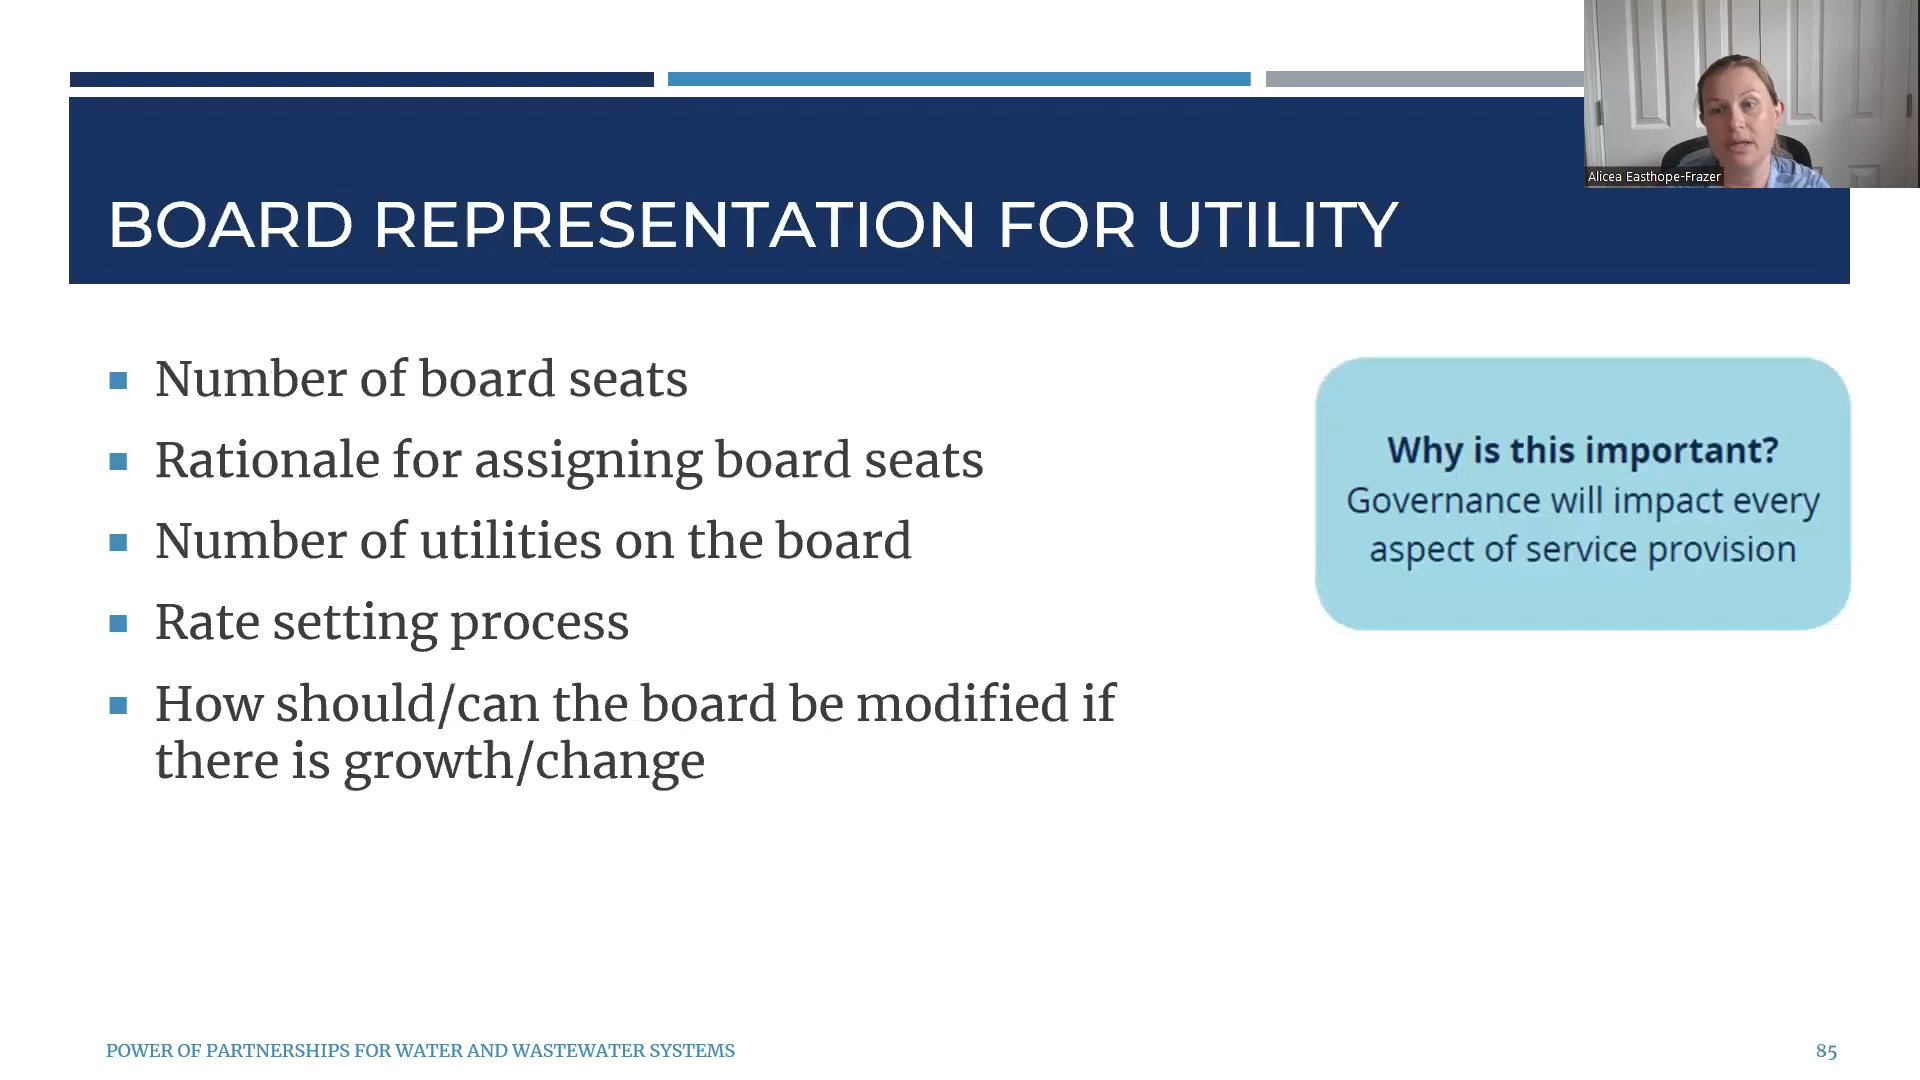 Alicea Easthope-Frazer
BOARD REPRESENTATION FOR UTILITY
Number of board seats
Rationale for assigning board seats
Number of utilities on the board
Rate setting process
How should/can the board be modified if
there is growth/change
Why is this important?
Governance will impact every
aspect of service provision
POWER OF PARTNERSHIPS FOR WATER AND WASTEWATER SYSTEMS
85